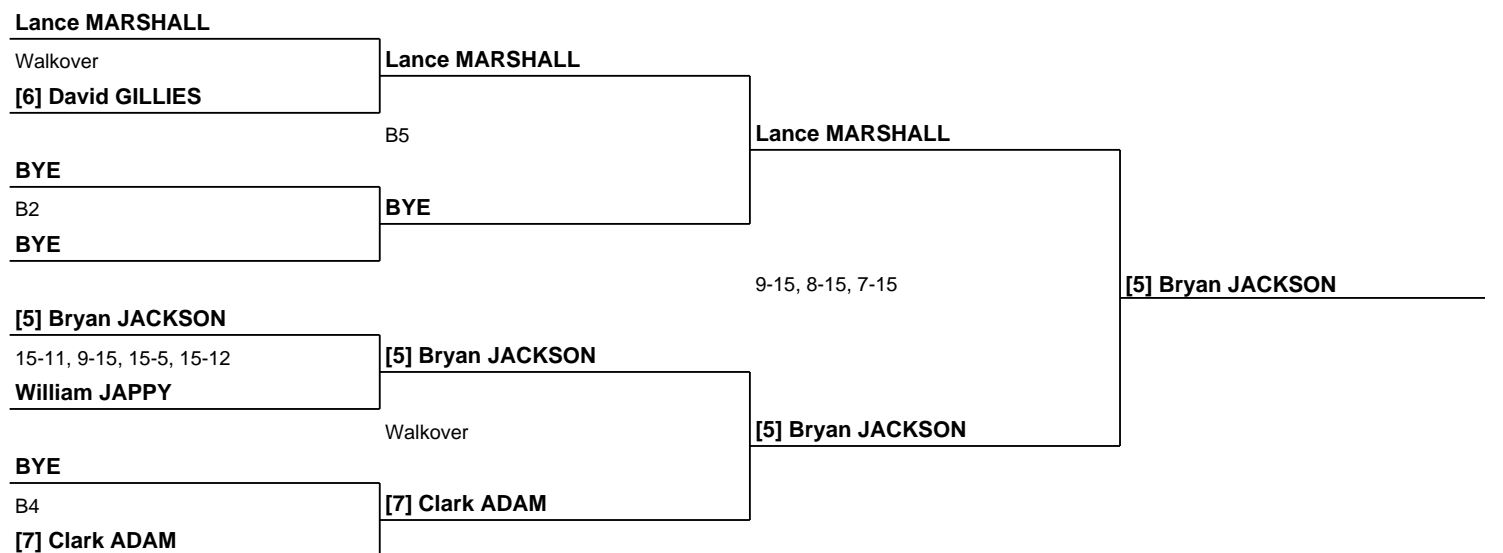 Lance MARSHALL
Walkover
[6] David GILLIES
BYE
B2
BYE
[5] Bryan JACKSON
15-11, 9-15, 15-5, 15-12
William JAPPY
BYE
B4
[7] Clark ADAM
Lance MARSHALL
B5
BYE
[5] Bryan JACKSON
Walkover
[7] Clark ADAM
Lance MARSHALL
9-15, 8-15, 7-15
[5] Bryan JACKSON
[5] Bryan JACKSON